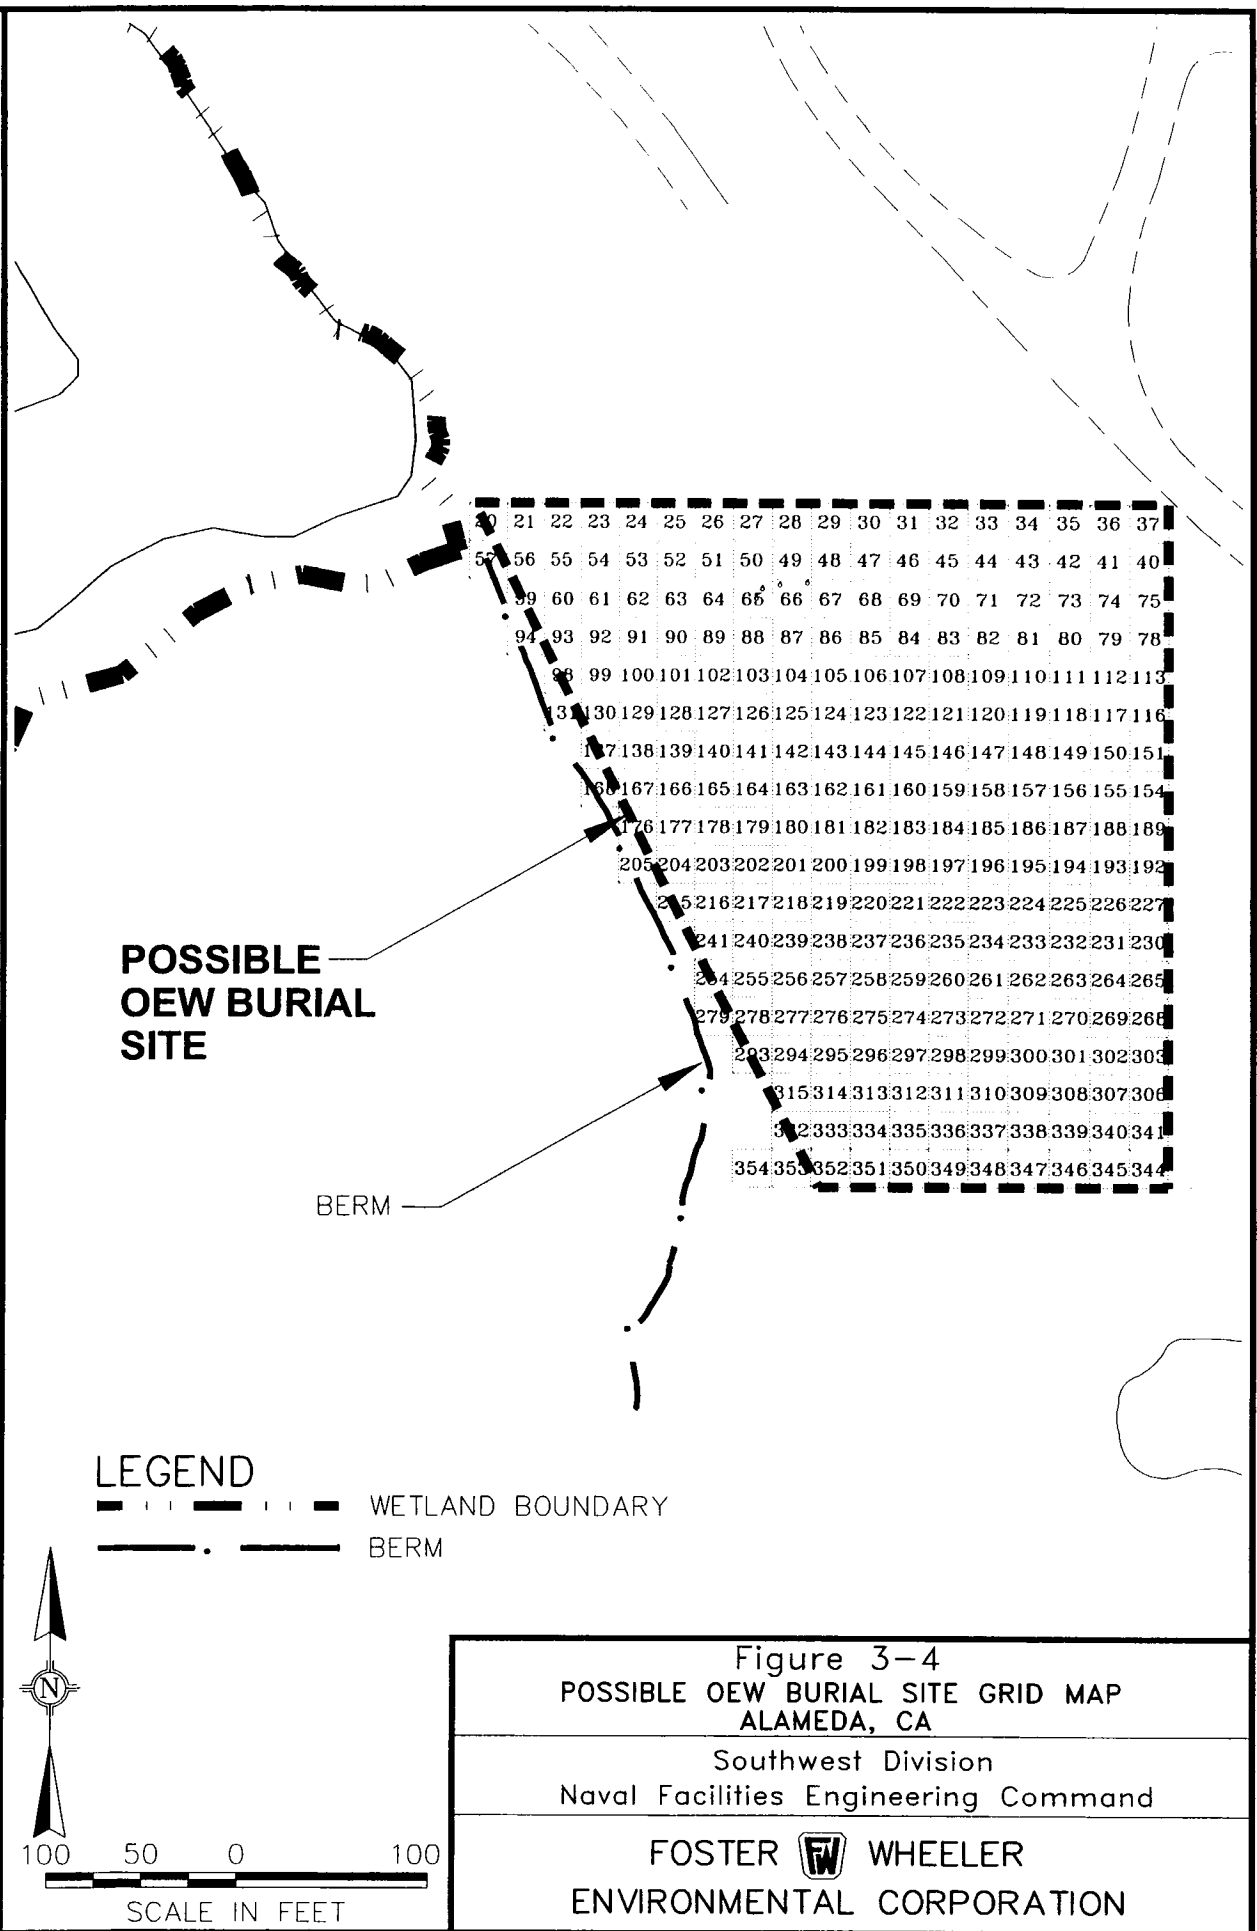 20 21 22 23 24 25 26 27 28 29 30 31 32 33 34 35 36 37
57 56 55 54 53 52 51 50 49 48 47 46 45 44 43 42 41 40
59 60 61 62 63 64 65 66 67 68 69 70 71 72 73 74 75
94 93 92 91 90 89 88 87 86 85 84 83 82 81 80 79 78
98 99 100 101 102 103 104 105 106 107 108 109 110 111 112 113
131 130 129 128 127 126 125 124 123 122 121 120 119 118 117 116
137 138 139 140 141 142 143 144 145 146 147 148 149 150 151
168 167 166 165 164 163 162 161 160 159 158 157 156 155 154
176 177 178 179 180 181 182 183 184 185 186 187 188 189
205 204 203 202 201 200 199 198 197 196 195 194 193 192
215 216 217 218 219 220 221 222 223 224 225 226 227
241 240 239 238 237 236 235 234 233 232 231 230
254 255 256 257 258 259 260 261 262 263 264 265
279 278 277 276 275 274 273 272 271 270 269 268
293 294 295 296 297 298 299 300 301 302 303
315 314 313 312 311 310 309 308 307 306
332 333 334 335 336 337 338 339 340 341
354 353 352 351 350 349 348 347 346 345 344
POSSIBLE
OEW BURIAL
SITE
BERM
LEGEND
WETLAND BOUNDARY
BERM
N
100 50 0 100
SCALE IN FEET
Figure 3-4
POSSIBLE OEW BURIAL SITE GRID MAP
ALAMEDA, CA
Southwest Division
Naval Facilities Engineering Command
FOSTER FW WHEELER
ENVIRONMENTAL CORPORATION